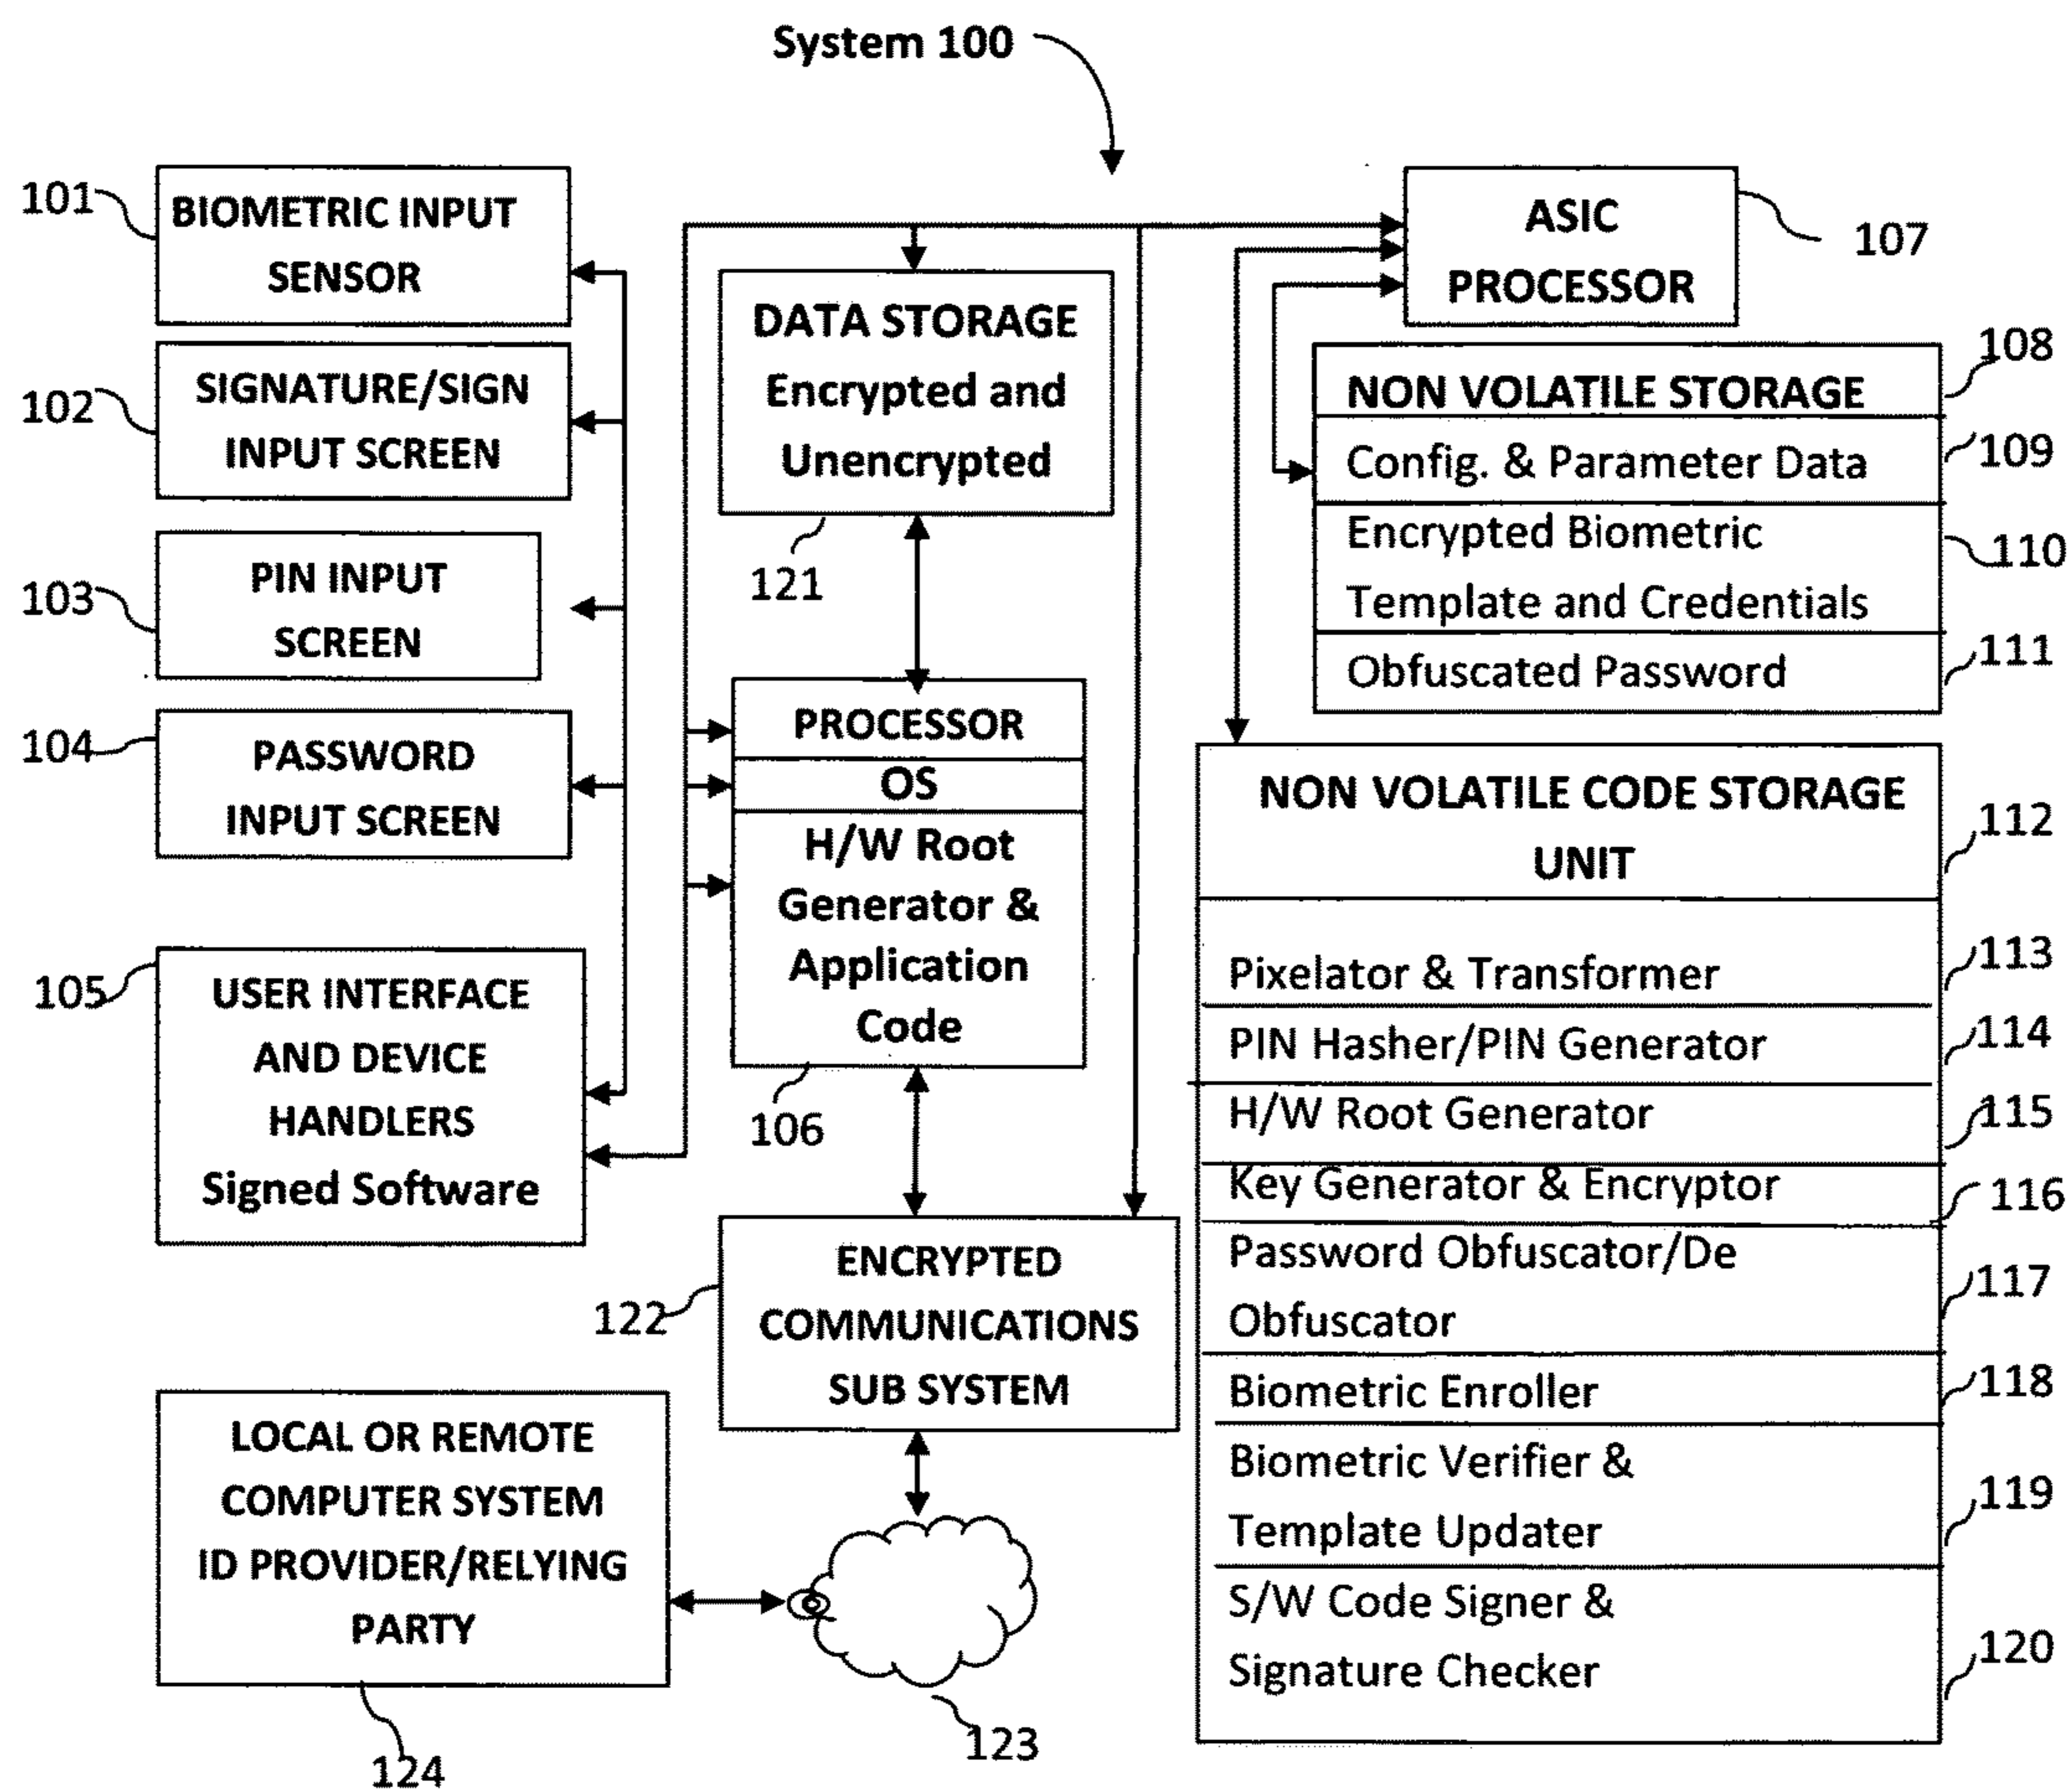 System 100
101
BIOMETRIC INPUT
SENSOR
102
SIGNATURE/SIGN
INPUT SCREEN
103
PIN INPUT
SCREEN
104
PASSWORD
INPUT SCREEN
105
USER INTERFACE
AND DEVICE
HANDLERS
Signed Software
DATA STORAGE
Encrypted and
Unencrypted
121
PROCESSOR
OS
H/W Root
Generator &
Application
Code
106
122
ENCRYPTED
COMMUNICATIONS
SUB SYSTEM
LOCAL OR REMOTE
COMPUTER SYSTEM
ID PROVIDER/RELYING
PARTY
124
123
ASIC
PROCESSOR
107
NON VOLATILE STORAGE
108
Config. & Parameter Data
109
Encrypted Biometric
Template and Credentials
110
Obfuscated Password
111
NON VOLATILE CODE STORAGE
UNIT
112
Pixelator & Transformer
113
PIN Hasher/PIN Generator
114
H/W Root Generator
115
Key Generator & Encryptor
116
Password Obfuscator/De
Obfuscator
117
Biometric Enroller
118
Biometric Verifier &
Template Updater
119
S/W Code Signer &
Signature Checker
120